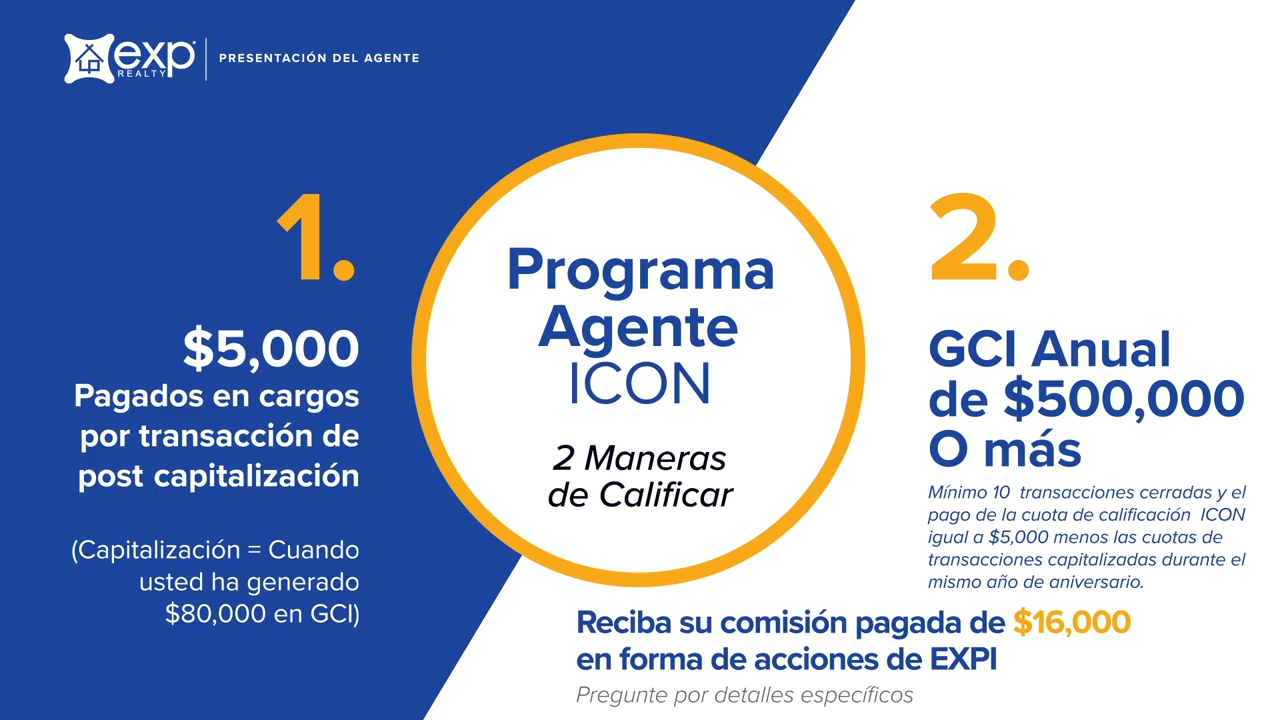 exp
REALTY
PRESENTACIÓN DEL AGENTE
1.
$5,000
Pagados en cargos
por transacción de
post capitalización
(Capitalización = Cuando
usted ha generado
$80,000 en GCI)
Programa
Agente
ICON
2 Maneras
de Calificar
2.
GCI Anual
de $500,000
O más
Mínimo 10 transacciones cerradas y el
pago de la cuota de calificación ICON
igual a $5,000 menos las cuotas de
transacciones capitalizadas durante el
mismo año de aniversario.
Reciba su comisión pagada de $16,000
en forma de acciones de EXPI
Pregunte por detalles específicos